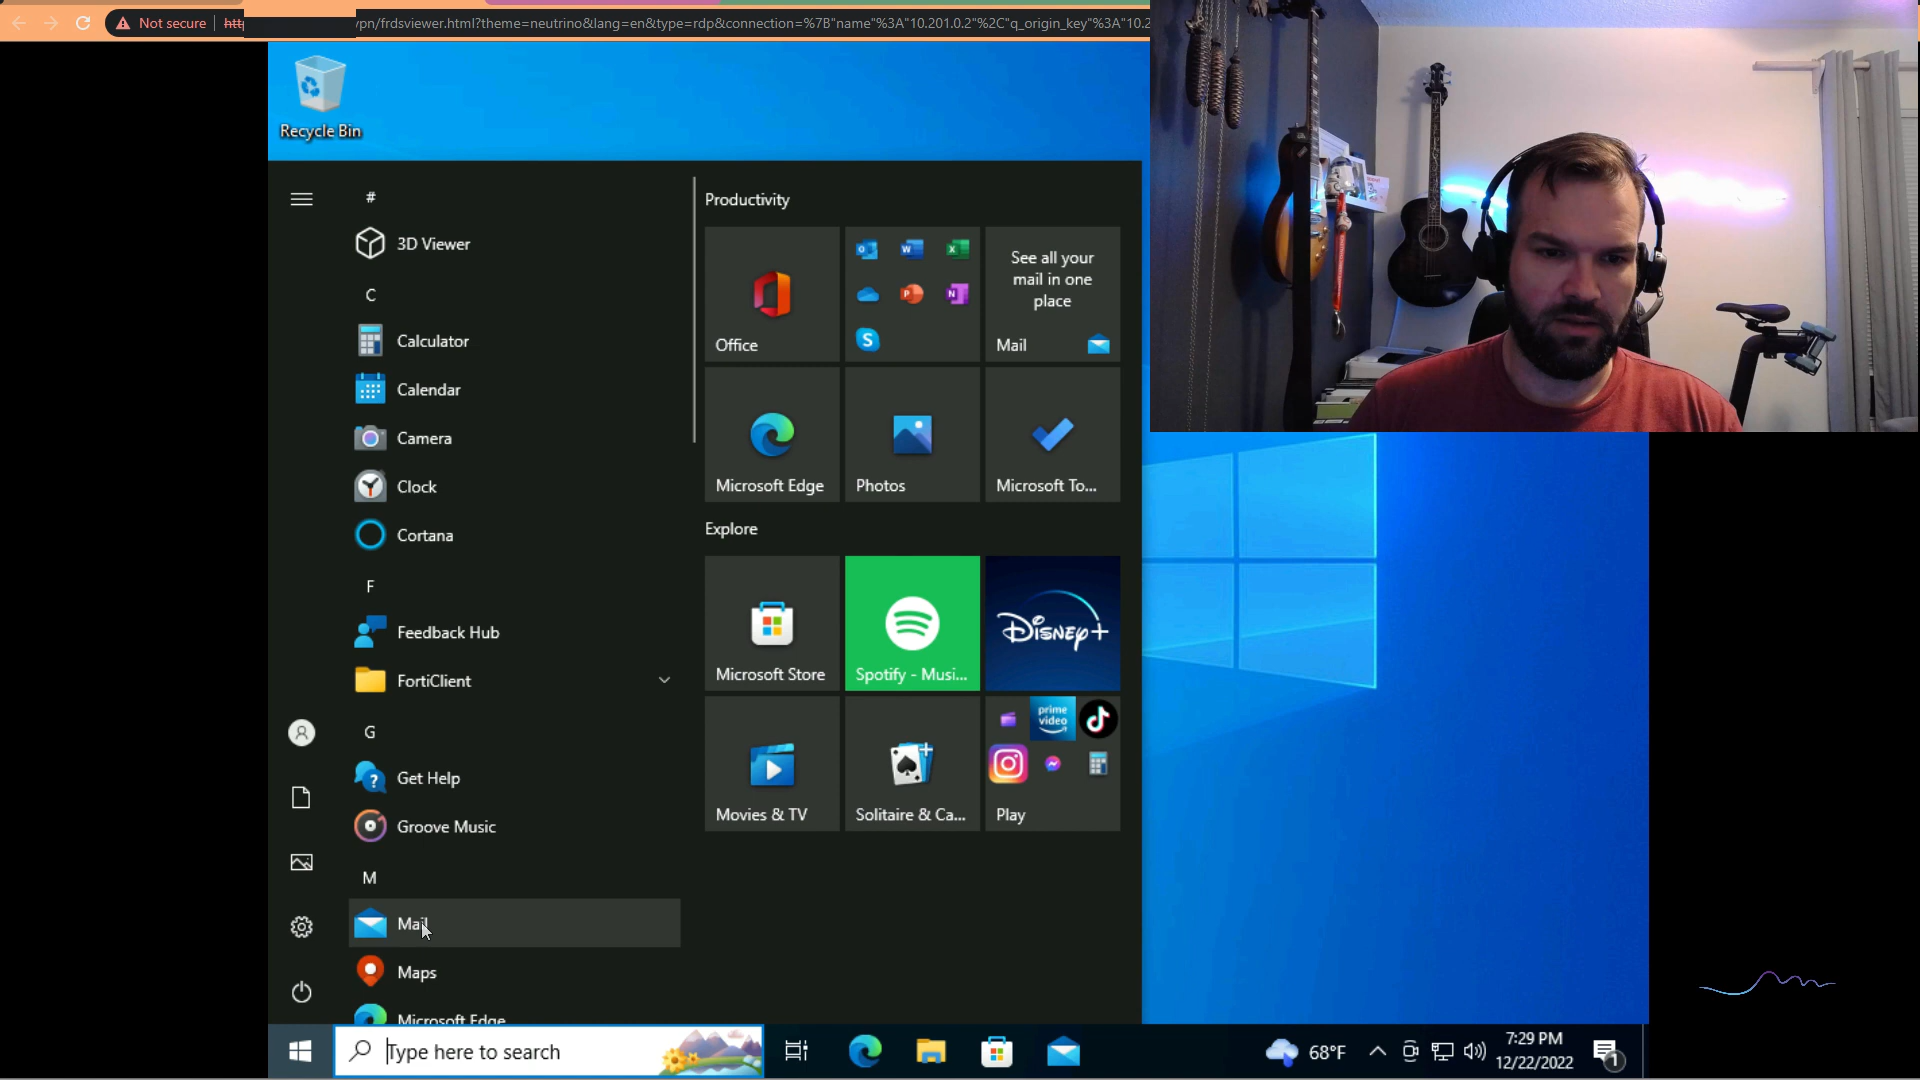 Not secure
vpn/frdsviewer.html?theme=neutrino&lang=en&type=rdp&connection=%7B"name"%3A"10.201.0.2"%2C"q_origin_key"%3A"10.2
Recycle Bin
#
3D Viewer
C
Calculator
Calendar
Camera
Clock
Cortana
F
Feedback Hub
FortiClient
G
Get Help
Groove Music
M
Mail
Maps
Microsoft Edge
Productivity
Office
See all your
mail in one
place
Mail
Microsoft Edge
Photos
Microsoft To...
Explore
Microsoft Store
Spotify - Musi...
Disney+
Movies & TV
Solitaire & Ca...
prime
video
Play
Type here to search
68°F
7:29 PM
12/22/2022
1